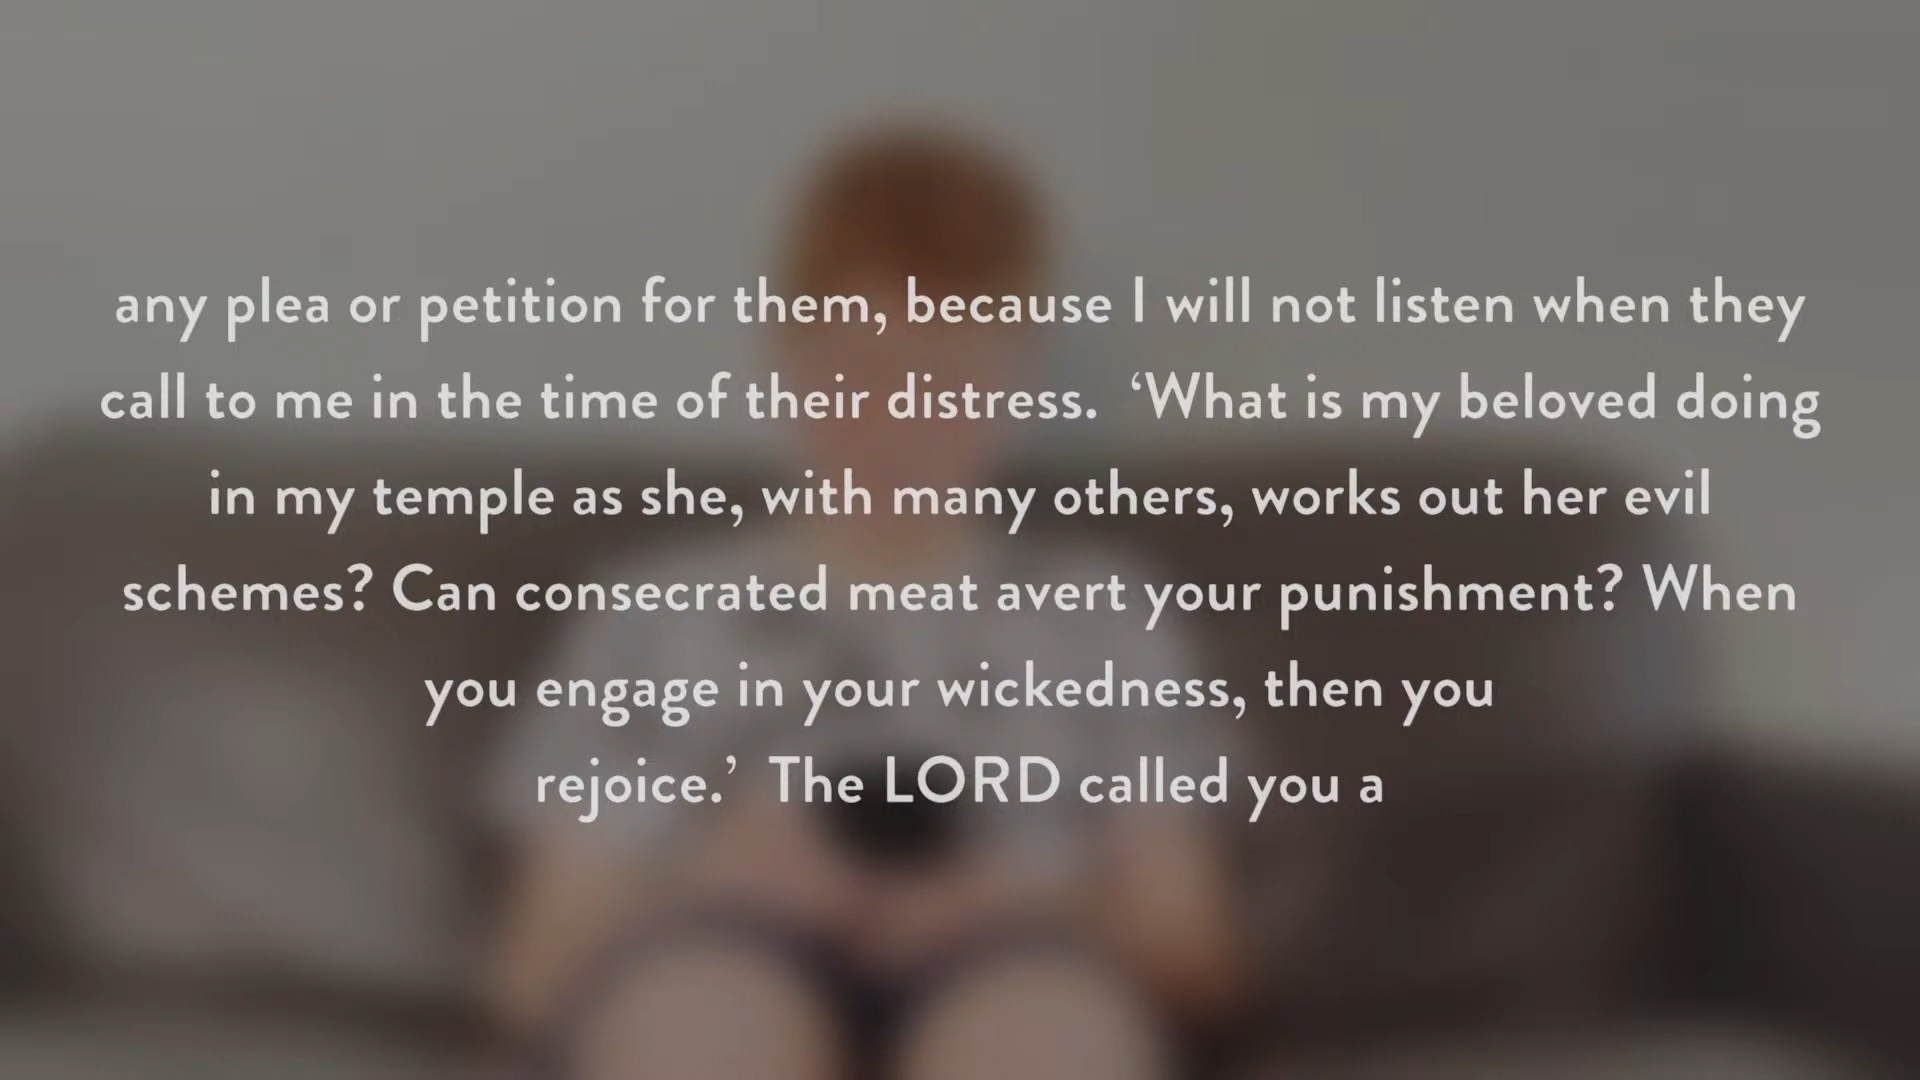 any plea or petition for them, because I will not listen when they
call to me in the time of their distress.  ‘What is my beloved doing
in my temple as she, with many others, works out her evil
schemes? Can consecrated meat avert your punishment? When
you engage in your wickedness, then you
rejoice.’  The LORD called you a